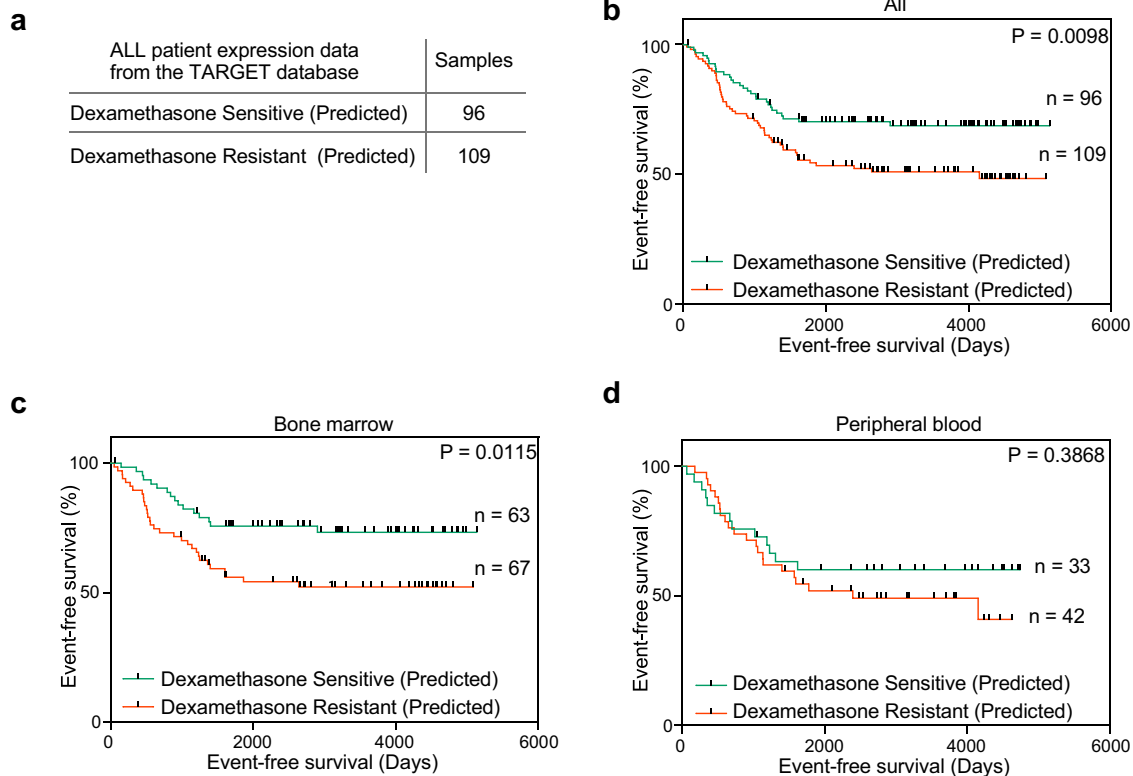 a
ALL patient expression data
from the TARGET database
Samples
Dexamethasone Sensitive (Predicted)
96
Dexamethasone Resistant (Predicted)
109
b
All
P = 0.0098
n = 96
n = 109
100
50
0
Event-free survival (%)
Dexamethasone Sensitive (Predicted)
Dexamethasone Resistant (Predicted)
0
2000
4000
6000
Event-free survival (Days)
c
Bone marrow
P = 0.0115
n = 63
n = 67
100
50
0
Event-free survival (%)
Dexamethasone Sensitive (Predicted)
Dexamethasone Resistant (Predicted)
0
2000
4000
6000
Event-free survival (Days)
d
Peripheral blood
P = 0.3868
n = 33
n = 42
100
50
0
Event-free survival (%)
Dexamethasone Sensitive (Predicted)
Dexamethasone Resistant (Predicted)
0
2000
4000
6000
Event-free survival (Days)